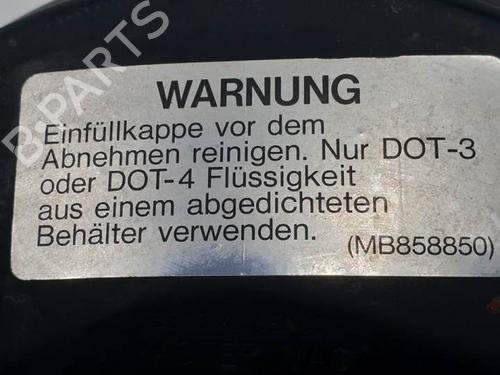 B-PARTS
WARNUNG
Einfüllkappe vor dem
Abnehmen reinigen. Nur DOT-3
oder DOT-4 Flüssigkeit
aus einem abgedichteten
Behälter verwenden.
(MB858850)